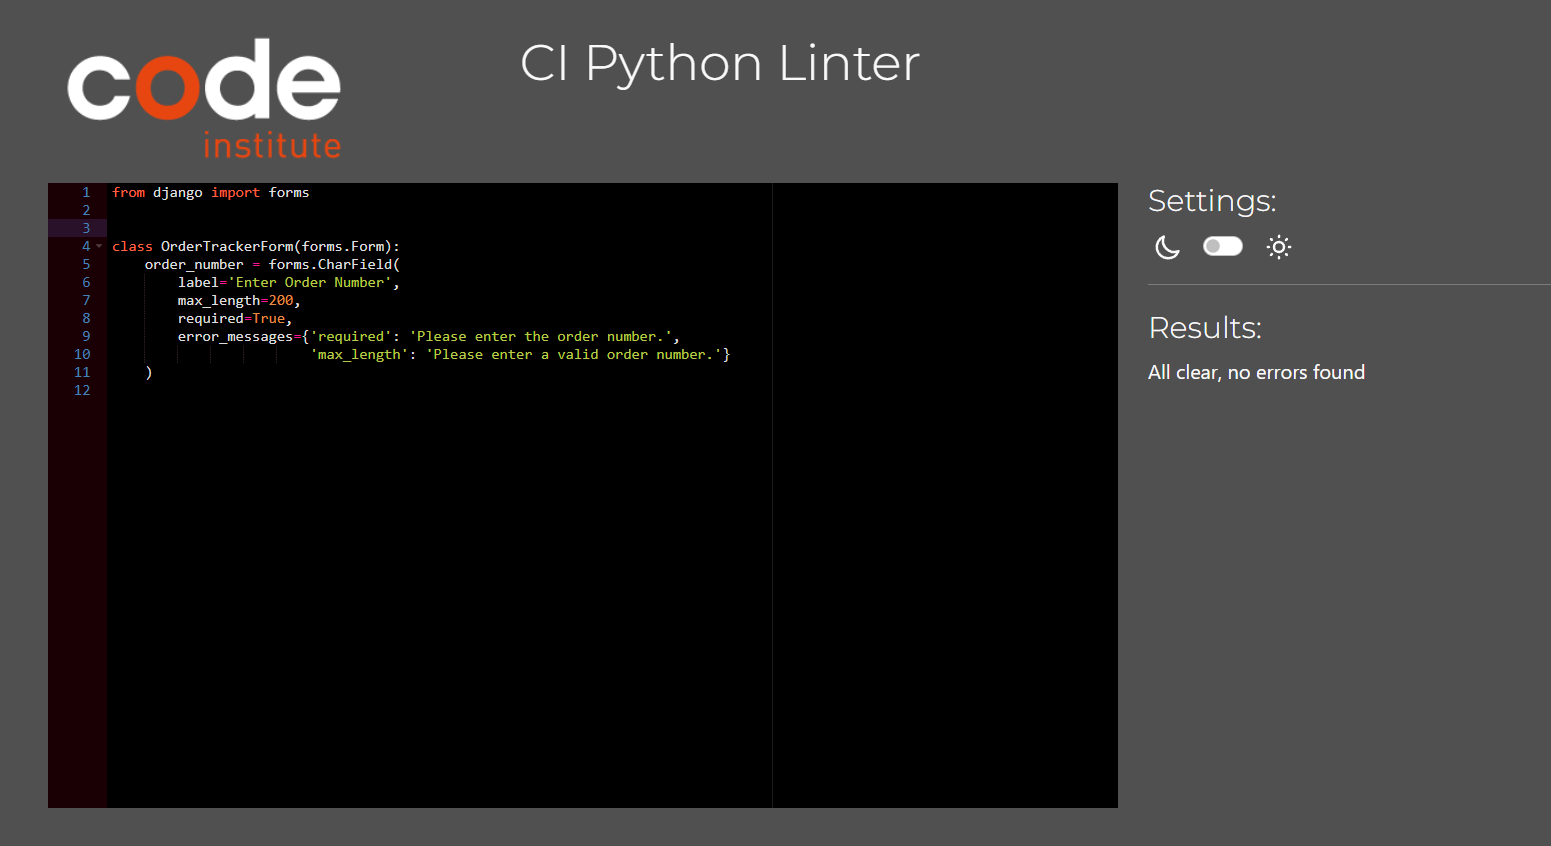 code
institute
CI Python Linter
1 from django import forms
2
3
4 class OrderTrackerForm(forms.Form):
5     order_number = forms.CharField(
6         label='Enter Order Number',
7         max_length=200,
8         required=True,
9         error_messages={'required': 'Please enter the order number.',
10                         'max_length': 'Please enter a valid order number.'}
11     )
12
Settings:
Results:
All clear, no errors found